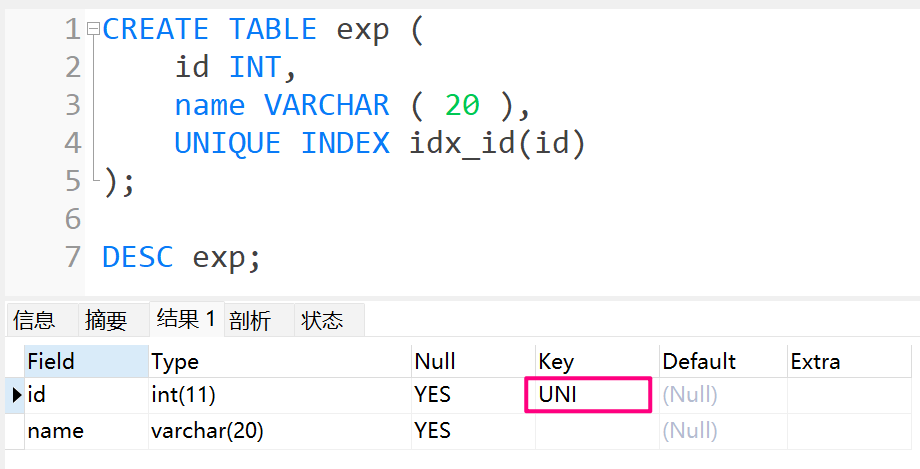 1 CREATE TABLE exp (
2 id INT,
3 name VARCHAR ( 20 ),
4 UNIQUE INDEX idx_id(id)
5 );
6
7 DESC exp;
信息 摘要 结果 1 剖析 状态
Field Type Null Key Default Extra
id int(11) YES UNI (Null)
name varchar(20) YES (Null)